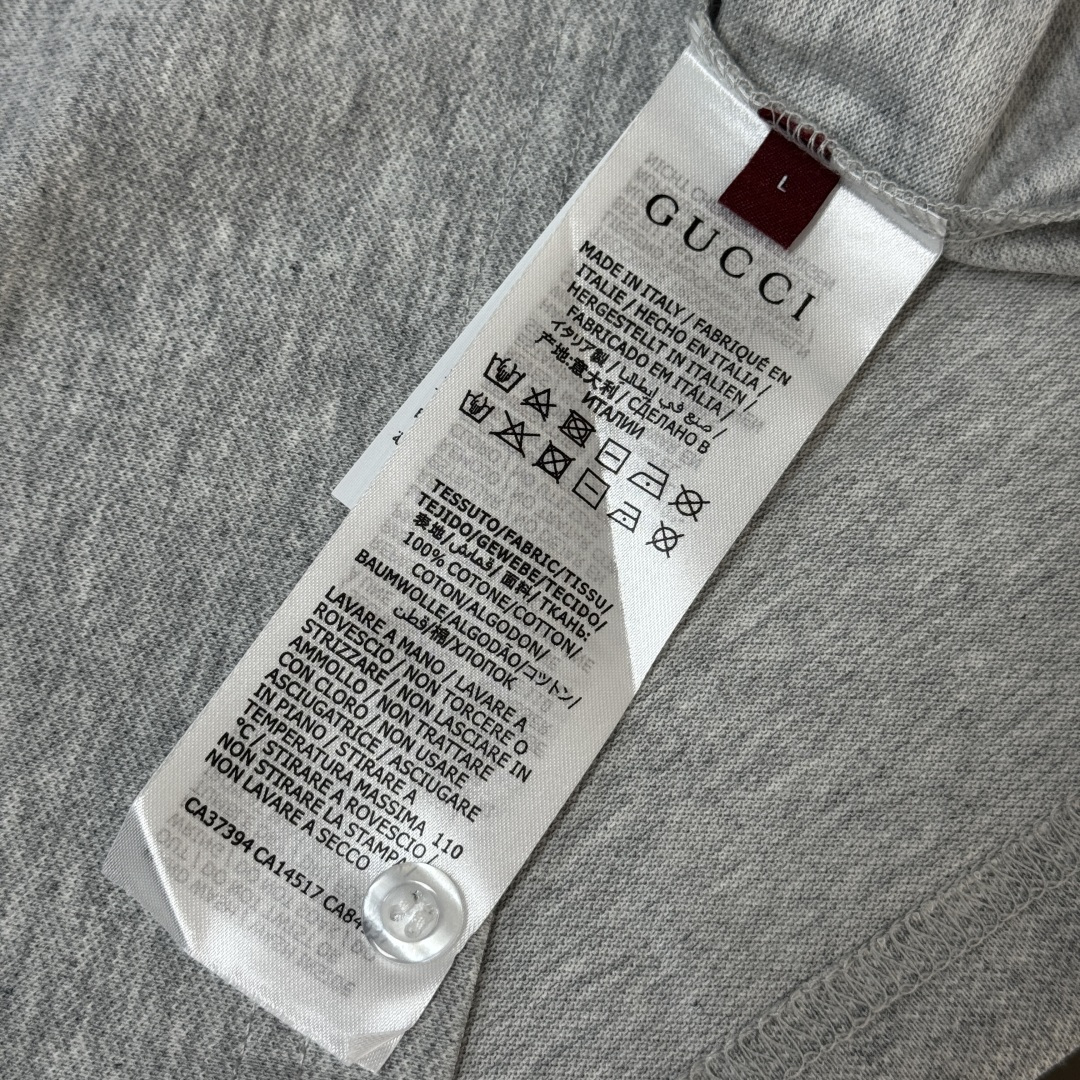 L
GUCCI
MADE IN ITALY / FABRIQUÉ EN
ITALIE / HECHO EN ITALIA /
HERGESTELLT IN ITALIEN /
FABRICADO EM ITÁLIA /
イタリア製 / صنع في إيطاليا /
产地:意大利 / СДЕЛАНО В
ИТАЛИИ
TESSUTO/FABRIC/TISSU/
TEJIDO/GEWEBE/TECIDO/
表地/قماش/面料/ТКАНЬ:
100% COTONE/COTTON/
COTON/ALGODON/
BAUMWOLLE/ALGODÃO/コットン/
قطن/棉/ХЛОПОК
LAVARE A MANO / LAVARE A
ROVESCIO / NON TORCERE O
STRIZZARE / NON LASCIARE IN
AMMOLLO / NON TRATTARE
CON CLORO / NON USARE
ASCIUGATRICE / ASCIUGARE
IN PIANO / STIRARE A
TEMPERATURA MASSIMA 110
°C / STIRARE A ROVESCIO /
NON STIRARE LA STAMPA
NON LAVARE A SECCO
CA37394 CA14517